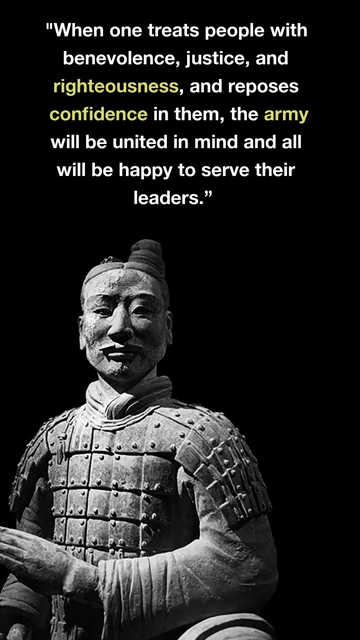 "When one treats people with
benevolence, justice, and
righteousness, and reposes
confidence in them, the army
will be united in mind and all
will be happy to serve their
leaders.”